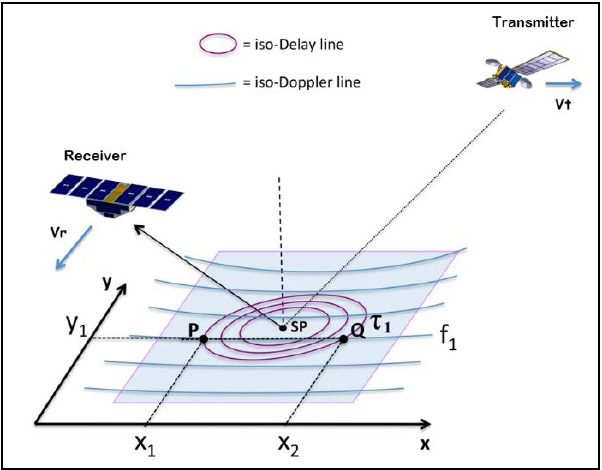 Transmitter
= iso-Delay line
= iso-Doppler line
Vt
Receiver
Vr
y
y₁
P
SP
Q
τ₁
f₁
x₁
x₂
x